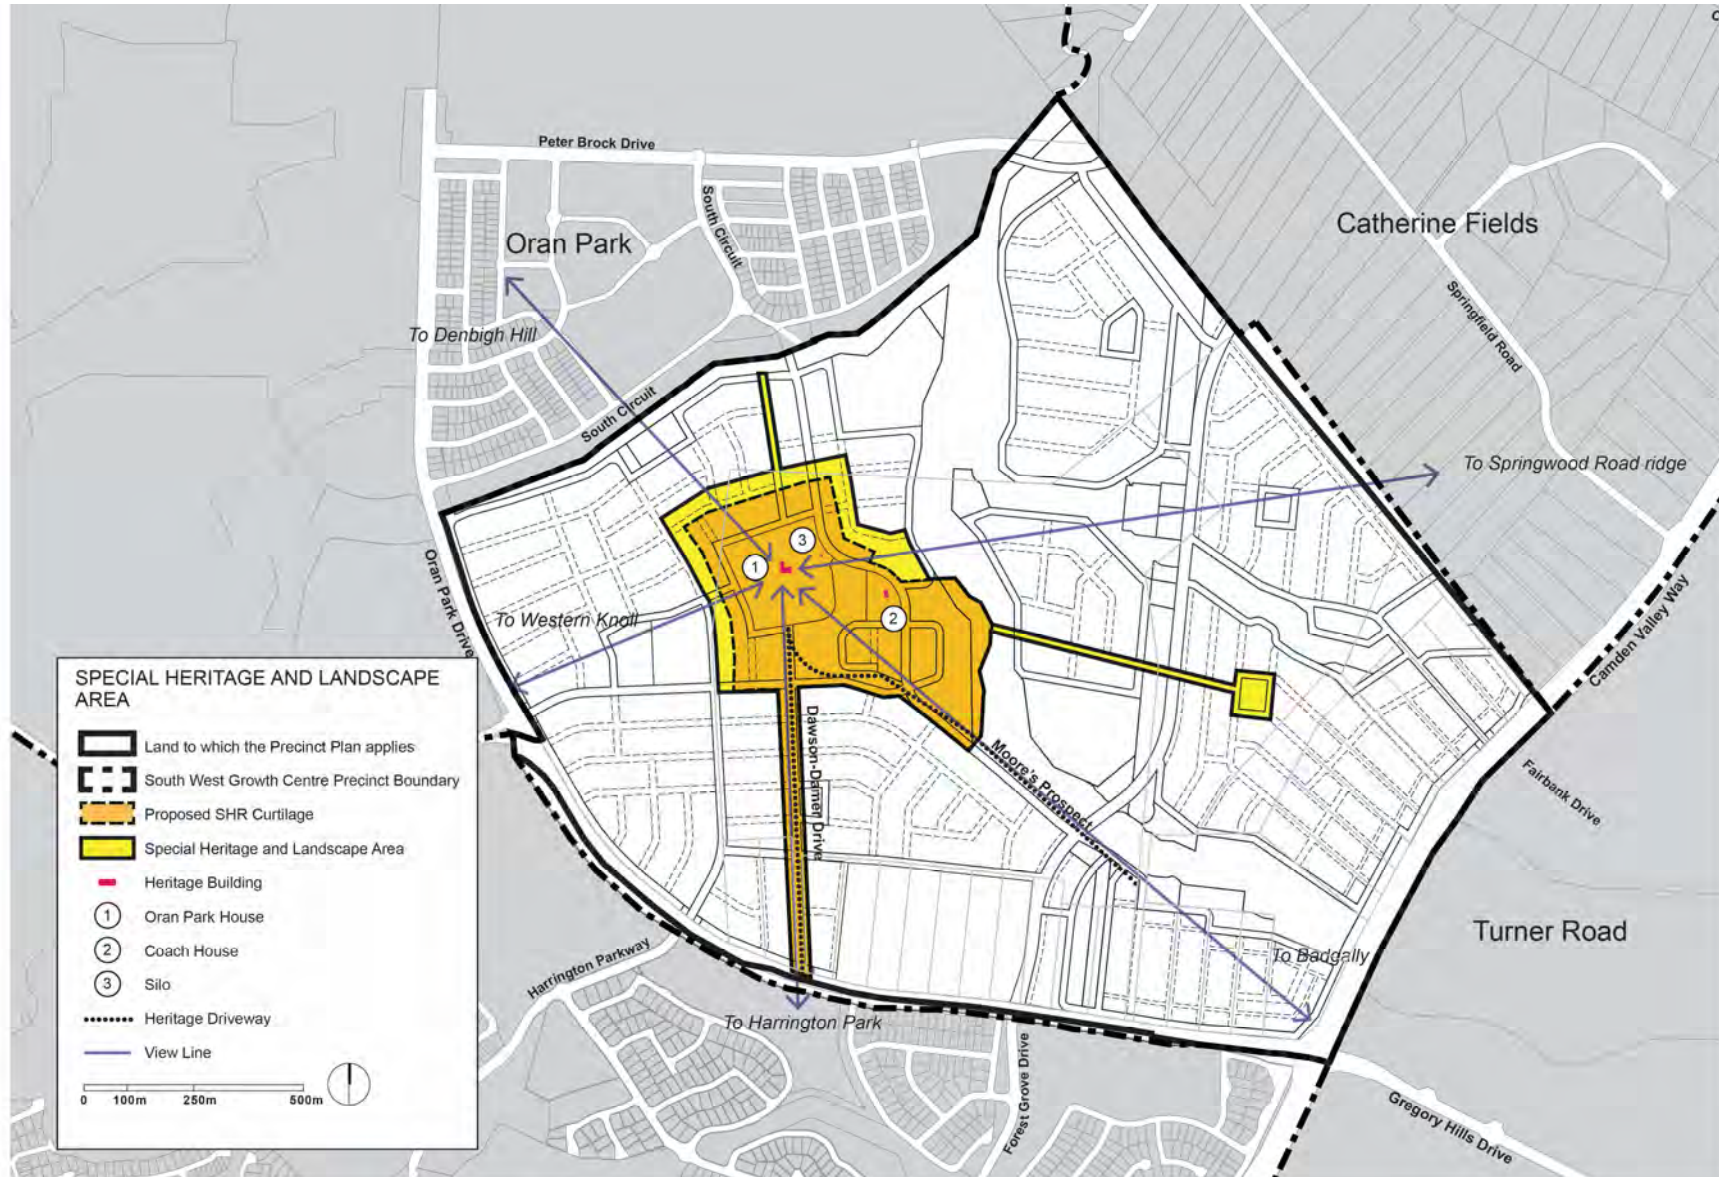 Peter Brock Drive
South Circuit
Oran Park
Catherine Fields
Springfield Road
To Denbigh Hill
South Circuit
To Springwood Road ridge
Oran Park Drive
3
1
2
To Western Knoll
Camden Valley Way
Dawson-Damer Drive
Moore's Prospect
Fairbank Drive
Turner Road
To Badgally
Harrington Parkway
To Harrington Park
Forest Grove Drive
Gregory Hills Drive
SPECIAL HERITAGE AND LANDSCAPE
AREA
Land to which the Precinct Plan applies
South West Growth Centre Precinct Boundary
Proposed SHR Curtilage
Special Heritage and Landscape Area
Heritage Building
1 Oran Park House
2 Coach House
3 Silo
Heritage Driveway
View Line
0 100m 250m 500m